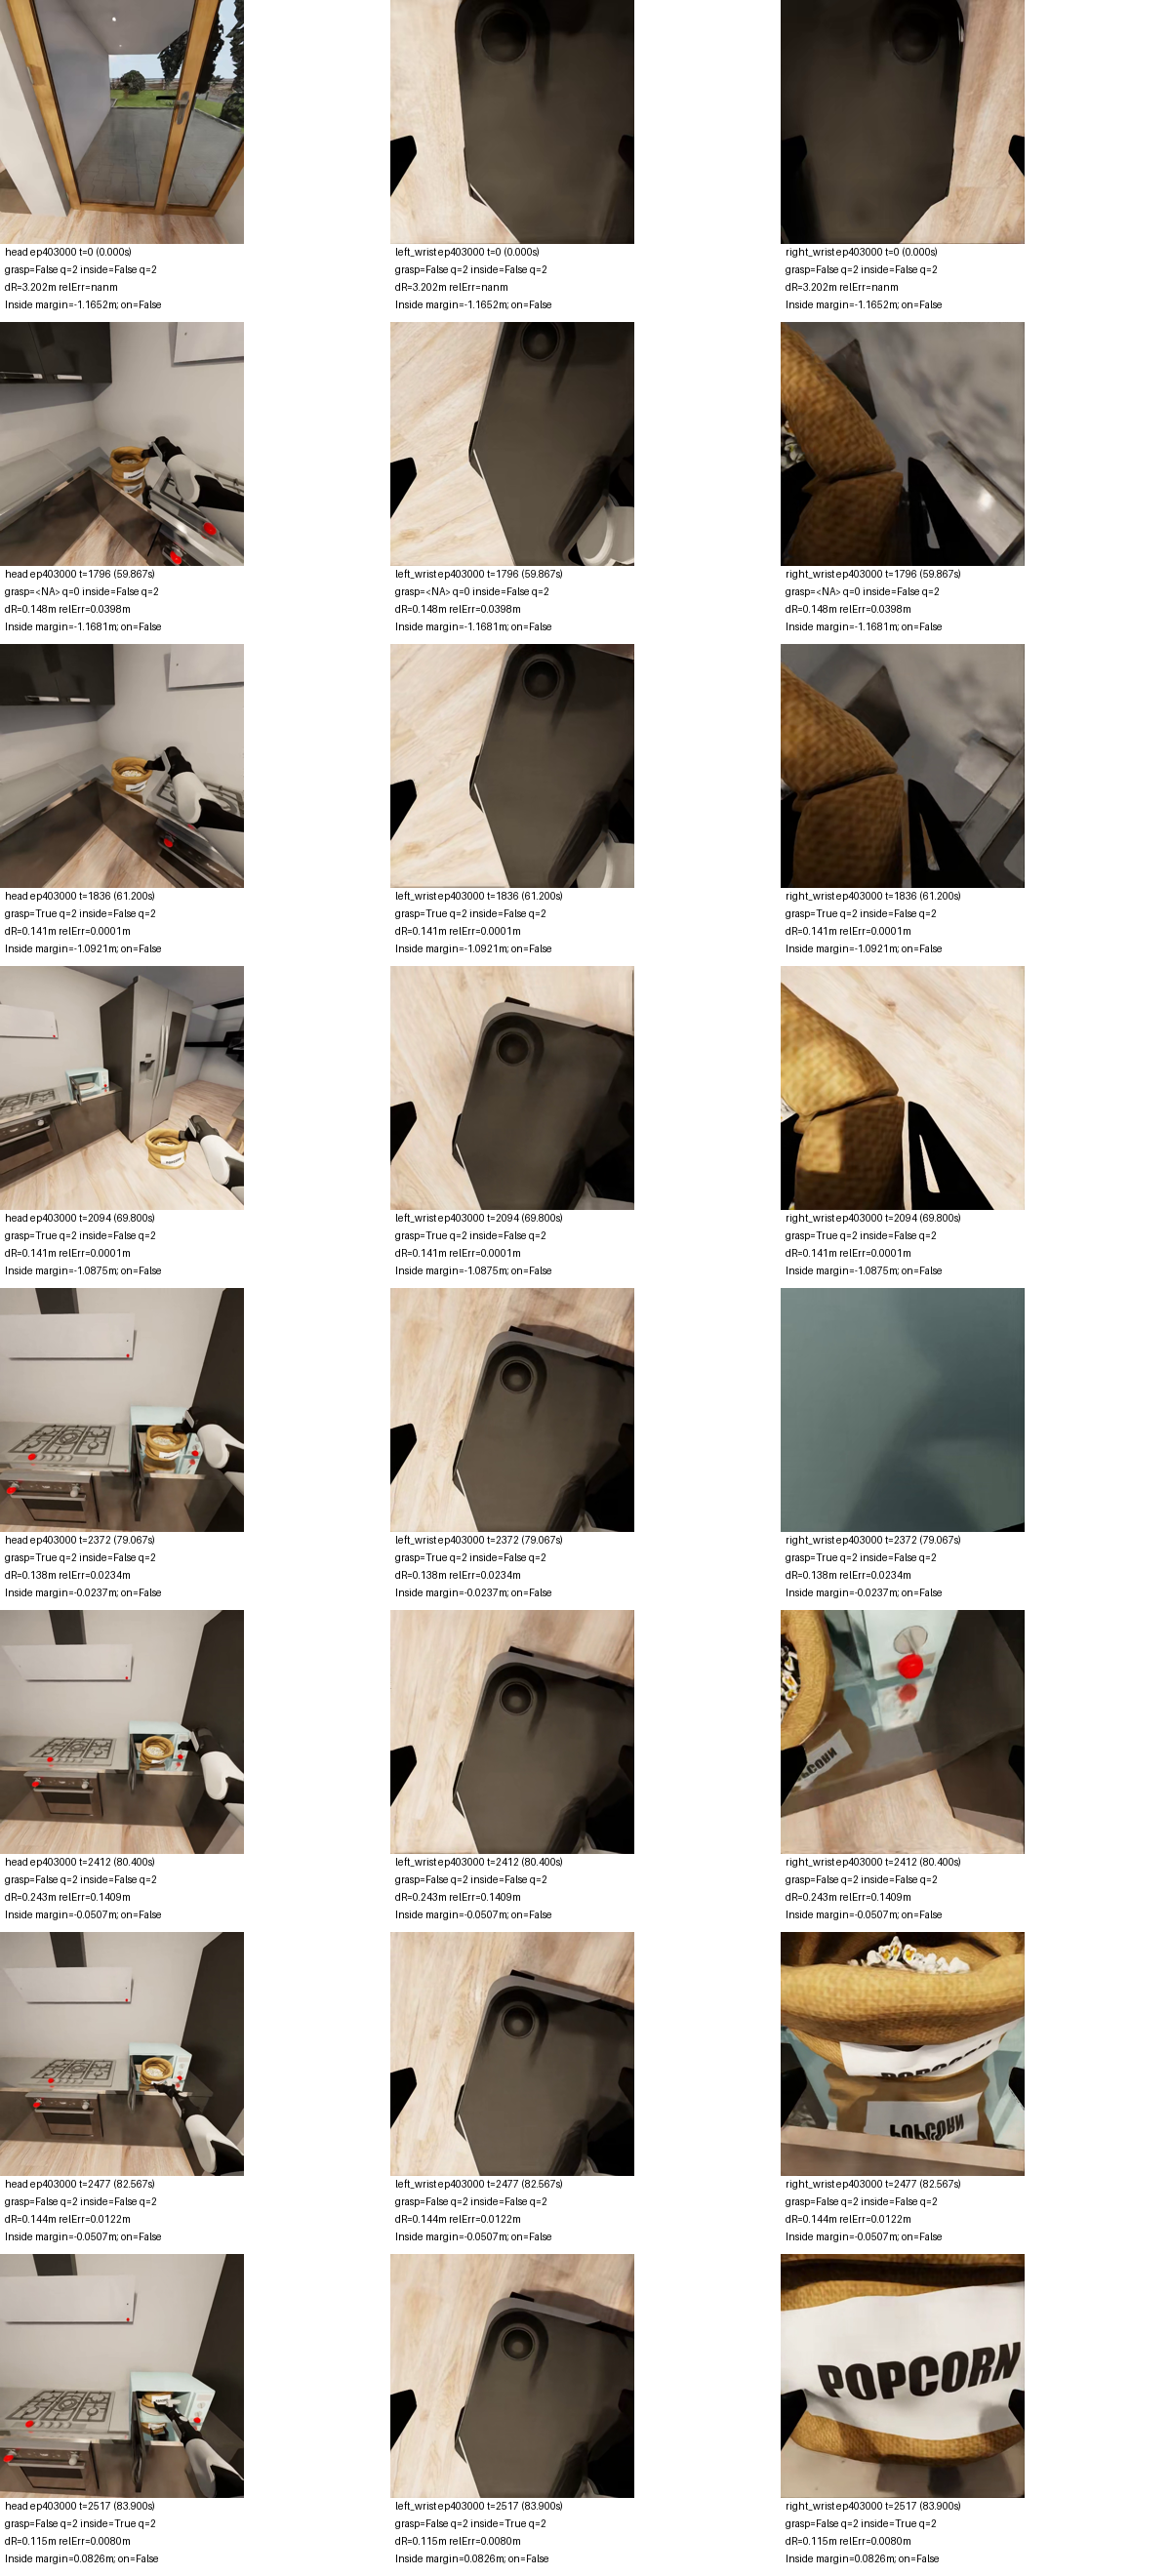 head ep403000 t=0 (0.000s)
grasp=False q=2 inside=False q=2
dR=3.202m relErr=nanm
Inside margin=-1.1652m; on=False
left_wrist ep403000 t=0 (0.000s)
grasp=False q=2 inside=False q=2
dR=3.202m relErr=nanm
Inside margin=-1.1652m; on=False
right_wrist ep403000 t=0 (0.000s)
grasp=False q=2 inside=False q=2
dR=3.202m relErr=nanm
Inside margin=-1.1652m; on=False
head ep403000 t=1796 (59.867s)
grasp=<NA> q=0 inside=False q=2
dR=0.148m relErr=0.0398m
Inside margin=-1.1681m; on=False
left_wrist ep403000 t=1796 (59.867s)
grasp=<NA> q=0 inside=False q=2
dR=0.148m relErr=0.0398m
Inside margin=-1.1681m; on=False
right_wrist ep403000 t=1796 (59.867s)
grasp=<NA> q=0 inside=False q=2
dR=0.148m relErr=0.0398m
Inside margin=-1.1681m; on=False
head ep403000 t=1836 (61.200s)
grasp=True q=2 inside=False q=2
dR=0.141m relErr=0.0001m
Inside margin=-1.0921m; on=False
left_wrist ep403000 t=1836 (61.200s)
grasp=True q=2 inside=False q=2
dR=0.141m relErr=0.0001m
Inside margin=-1.0921m; on=False
right_wrist ep403000 t=1836 (61.200s)
grasp=True q=2 inside=False q=2
dR=0.141m relErr=0.0001m
Inside margin=-1.0921m; on=False
POPCORN
head ep403000 t=2094 (69.800s)
grasp=True q=2 inside=False q=2
dR=0.141m relErr=0.0001m
Inside margin=-1.0875m; on=False
left_wrist ep403000 t=2094 (69.800s)
grasp=True q=2 inside=False q=2
dR=0.141m relErr=0.0001m
Inside margin=-1.0875m; on=False
right_wrist ep403000 t=2094 (69.800s)
grasp=True q=2 inside=False q=2
dR=0.141m relErr=0.0001m
Inside margin=-1.0875m; on=False
head ep403000 t=2372 (79.067s)
grasp=True q=2 inside=False q=2
dR=0.138m relErr=0.0234m
Inside margin=-0.0237m; on=False
left_wrist ep403000 t=2372 (79.067s)
grasp=True q=2 inside=False q=2
dR=0.138m relErr=0.0234m
Inside margin=-0.0237m; on=False
right_wrist ep403000 t=2372 (79.067s)
grasp=True q=2 inside=False q=2
dR=0.138m relErr=0.0234m
Inside margin=-0.0237m; on=False
head ep403000 t=2412 (80.400s)
grasp=False q=2 inside=False q=2
dR=0.243m relErr=0.1409m
Inside margin=-0.0507m; on=False
left_wrist ep403000 t=2412 (80.400s)
grasp=False q=2 inside=False q=2
dR=0.243m relErr=0.1409m
Inside margin=-0.0507m; on=False
right_wrist ep403000 t=2412 (80.400s)
grasp=False q=2 inside=False q=2
dR=0.243m relErr=0.1409m
Inside margin=-0.0507m; on=False
head ep403000 t=2477 (82.567s)
grasp=False q=2 inside=False q=2
dR=0.144m relErr=0.0122m
Inside margin=-0.0507m; on=False
left_wrist ep403000 t=2477 (82.567s)
grasp=False q=2 inside=False q=2
dR=0.144m relErr=0.0122m
Inside margin=-0.0507m; on=False
right_wrist ep403000 t=2477 (82.567s)
grasp=False q=2 inside=False q=2
dR=0.144m relErr=0.0122m
Inside margin=-0.0507m; on=False
POPCORN
head ep403000 t=2517 (83.900s)
grasp=False q=2 inside=True q=2
dR=0.115m relErr=0.0080m
Inside margin=0.0826m; on=False
left_wrist ep403000 t=2517 (83.900s)
grasp=False q=2 inside=True q=2
dR=0.115m relErr=0.0080m
Inside margin=0.0826m; on=False
right_wrist ep403000 t=2517 (83.900s)
grasp=False q=2 inside=True q=2
dR=0.115m relErr=0.0080m
Inside margin=0.0826m; on=False